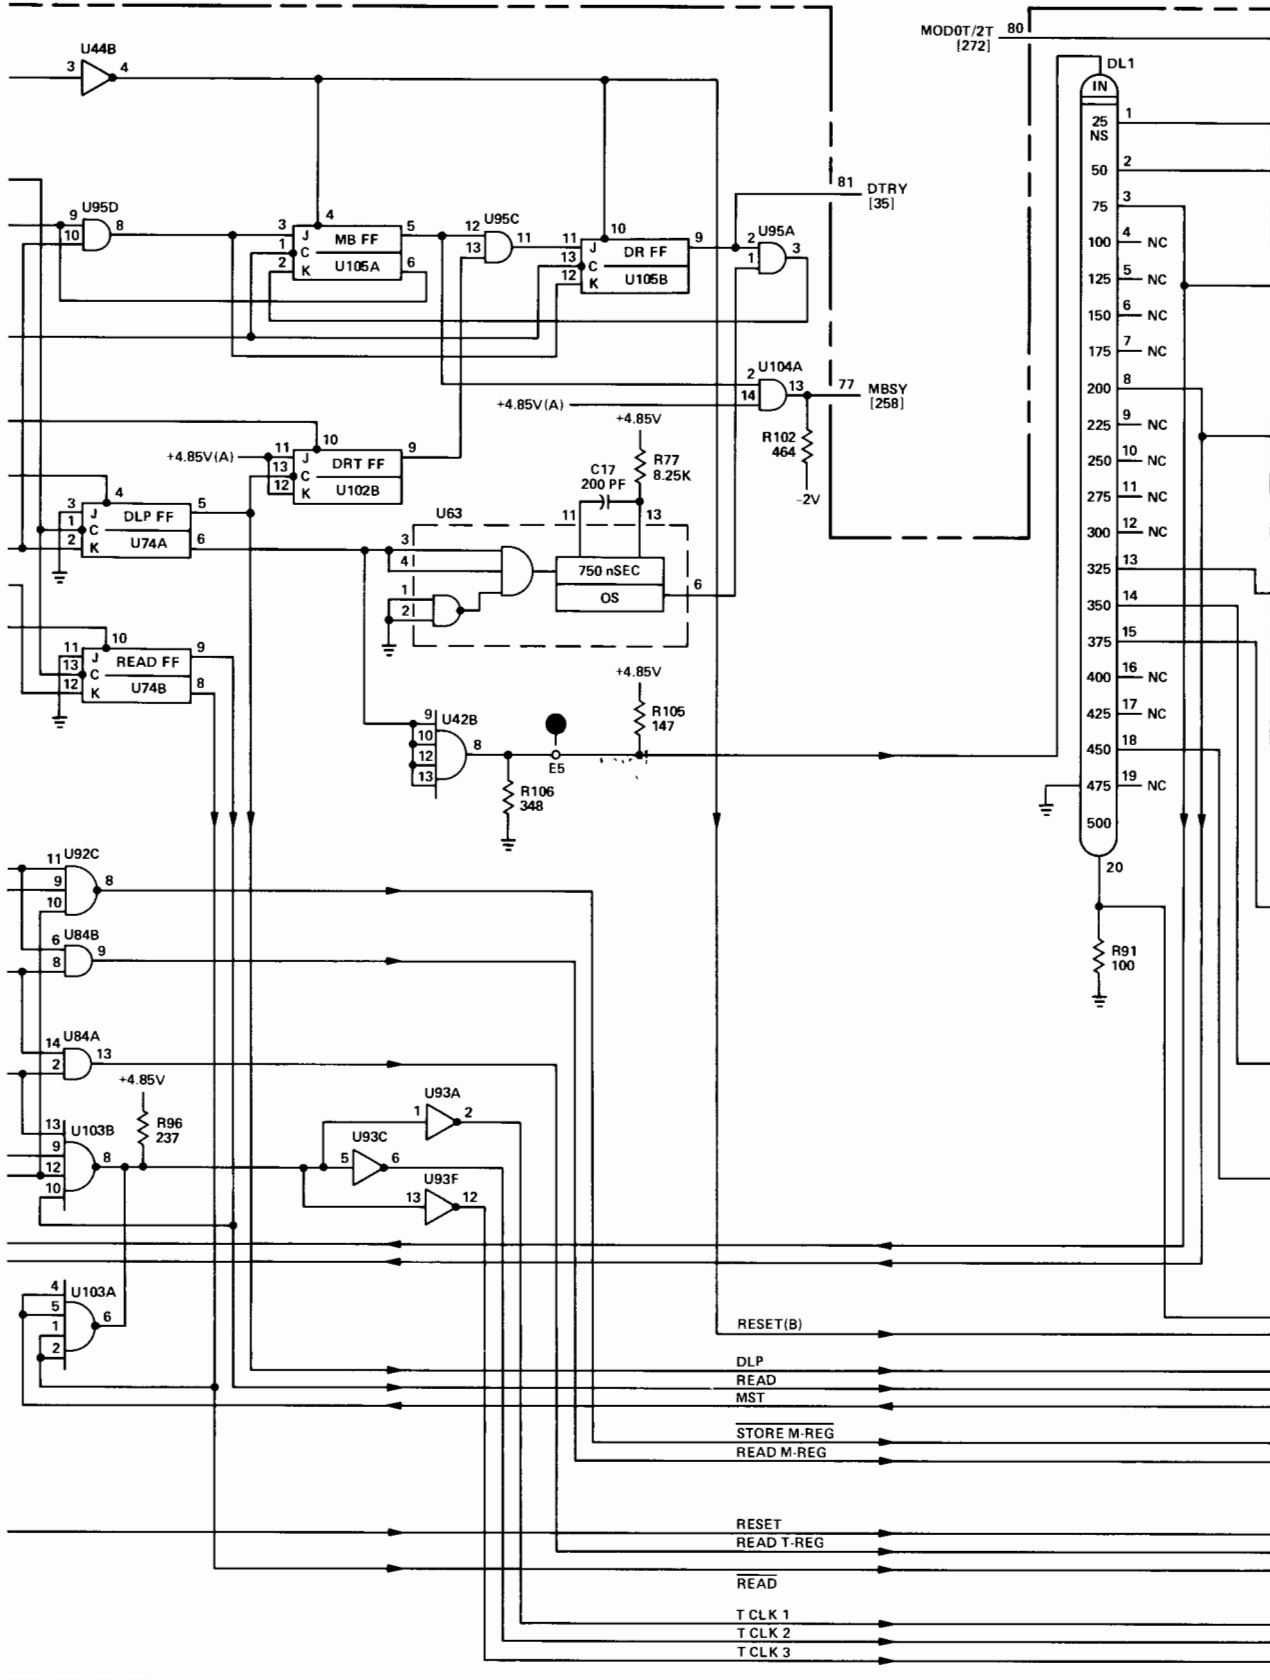 MOD0T/2T 80
[272]
U44B
3 4
DL1
IN
25 1
NS
50 2
75 3
100 4 NC
125 5 NC
150 6 NC
175 7 NC
200 8
225 9 NC
250 10 NC
275 11 NC
300 12 NC
325 13
350 14
375 15
400 16 NC
425 17 NC
450 18
475 19 NC
500
20
R91
100
81 DTRY
[35]
U95D
9 8
10
4
3 J MB FF 5
1 C
2 K U105A 6
U95C
12 11
13
10
11 J DR FF 9
13 C
12 K U105B
U95A
2 3
1
U104A
2 13
14
+4.85V(A)
77 MBSY
[258]
R102
464
-2V
+4.85V
R77
8.25K
C17
200 PF
11 13
+4.85V(A)
10
11 J DRT FF 9
13 C
12 K U102B
4
3 J DLP FF 5
1 C
2 K U74A 6
U63
3
4
1
2
750 nSEC
OS
6
10
11 J READ FF 9
13 C
12 K U74B 8
+4.85V
R105
147
U42B
9
10
12
13
8
E5
R106
348
U92C
11
9
10
8
U84B
6 9
8
U84A
14 13
2
+4.85V
R96
237
U103B
13
9
12
10
8
U93A
1 2
U93C
5 6
U93F
13 12
U103A
4
5
1
2
6
RESET(B)
DLP
READ
MST
STORE M-REG
READ M-REG
RESET
READ T-REG
READ
T CLK 1
T CLK 2
T CLK 3